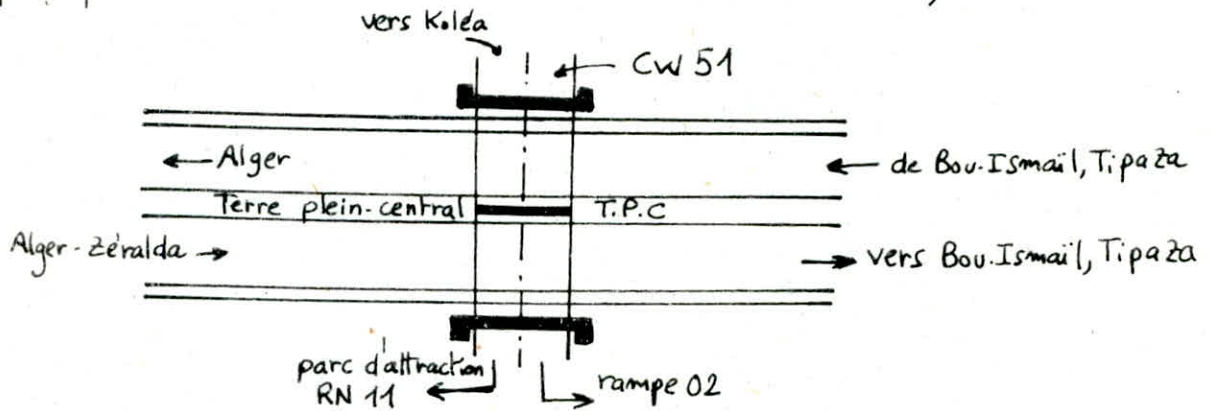 vers Koléa
CW 51
Alger
de Bou.Ismaïl, Tipaza
Terre plein-central
T.P.C
Alger-Zéralda
vers Bou.Ismaïl, Tipaza
parc d'attraction
RN 11
rampe 02